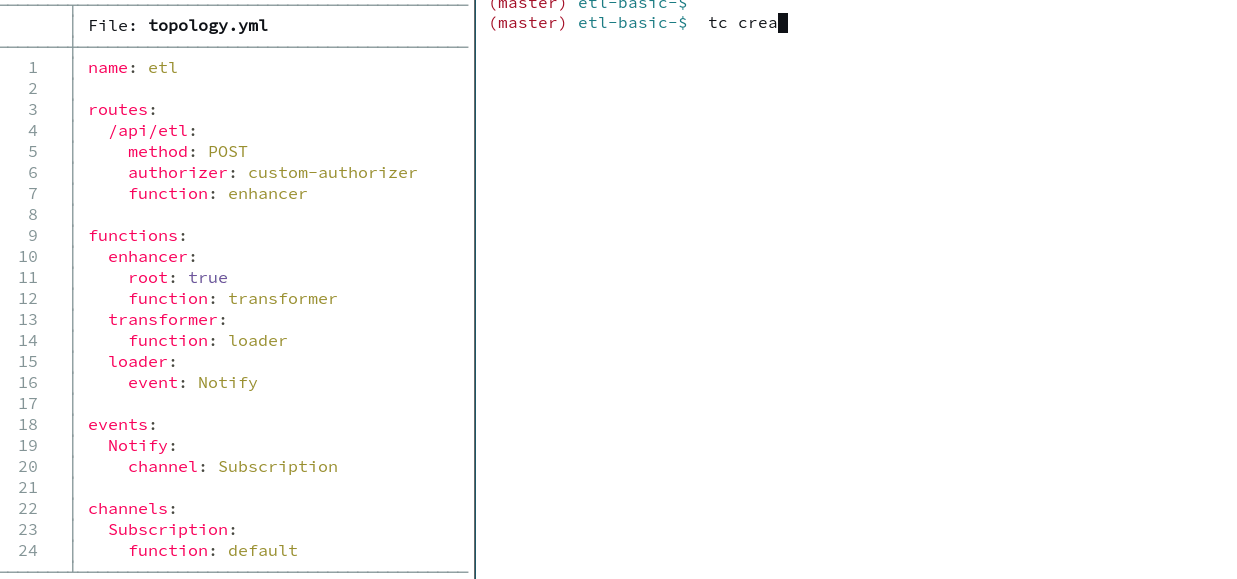 File: topology.yml
1 name: etl
2
3 routes:
4   /api/etl:
5     method: POST
6     authorizer: custom-authorizer
7     function: enhancer
8
9 functions:
10   enhancer:
11     root: true
12     function: transformer
13   transformer:
14     function: loader
15   loader:
16     event: Notify
17
18 events:
19   Notify:
20     channel: Subscription
21
22 channels:
23   Subscription:
24     function: default
(master) etl-basic-$
(master) etl-basic-$  tc crea